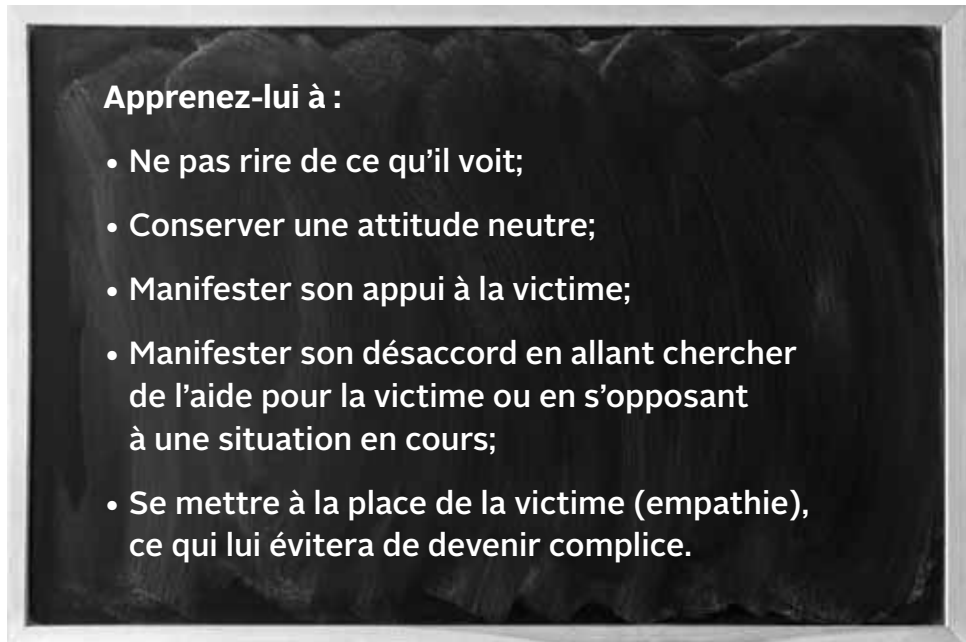 Apprenez-lui à :
• Ne pas rire de ce qu’il voit;
• Conserver une attitude neutre;
• Manifester son appui à la victime;
• Manifester son désaccord en allant chercher
de l’aide pour la victime ou en s’opposant
à une situation en cours;
• Se mettre à la place de la victime (empathie),
ce qui lui évitera de devenir complice.